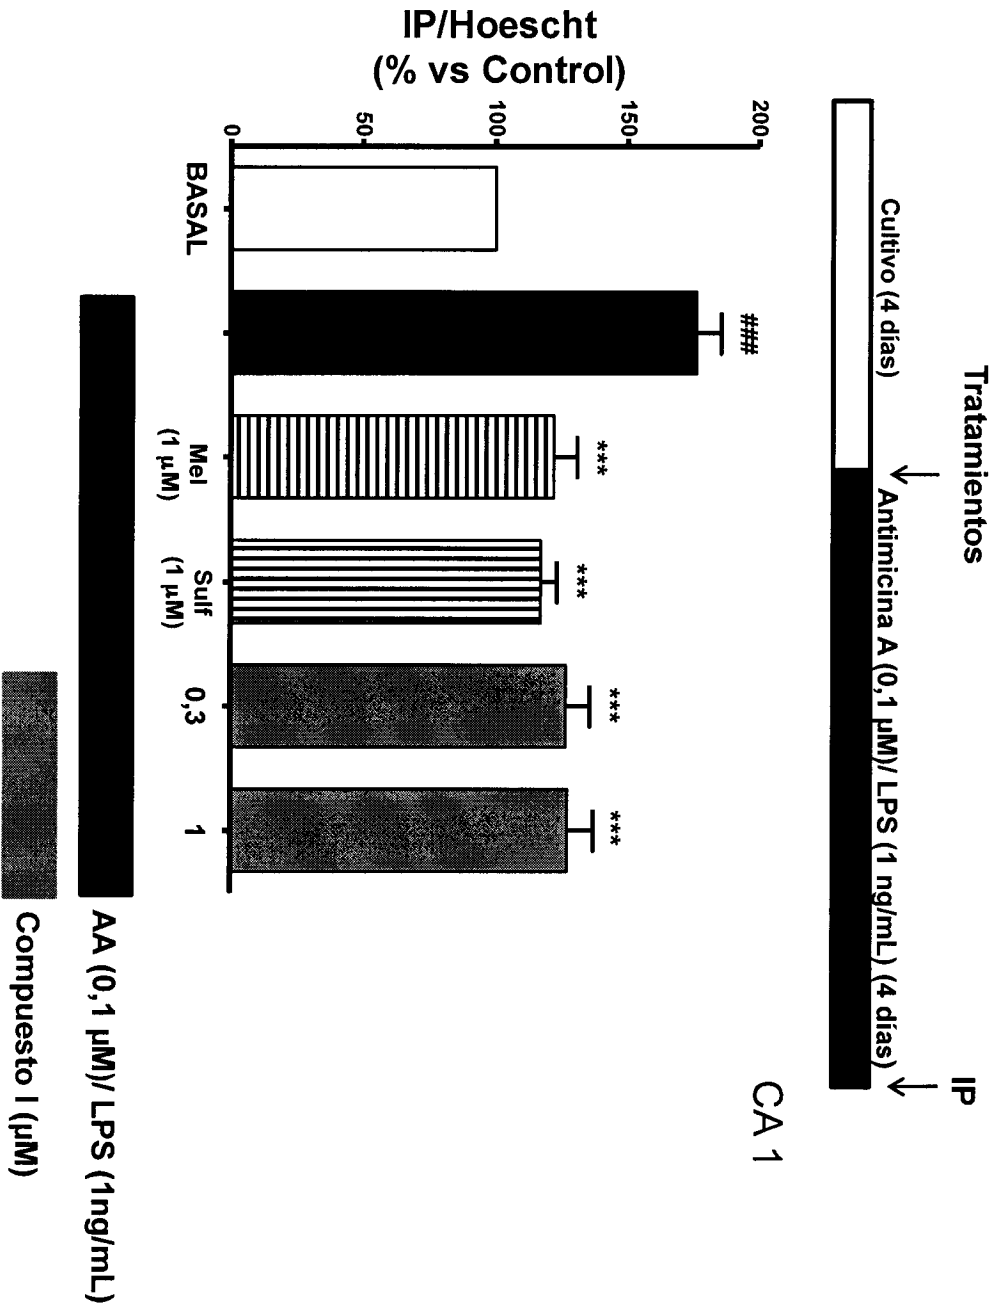 Tratamientos
IP
Cultivo (4 días)
Antimicina A (0,1 µM)/ LPS (1 ng/mL) (4 días)
CA 1
IP/Hoescht
(% vs Control)
200
150
100
50
0
###
***
***
***
***
BASAL
Mel
(1 µM)
Sulf
(1 µM)
0,3
1
AA (0,1 µM)/ LPS (1ng/mL)
Compuesto I (µM)